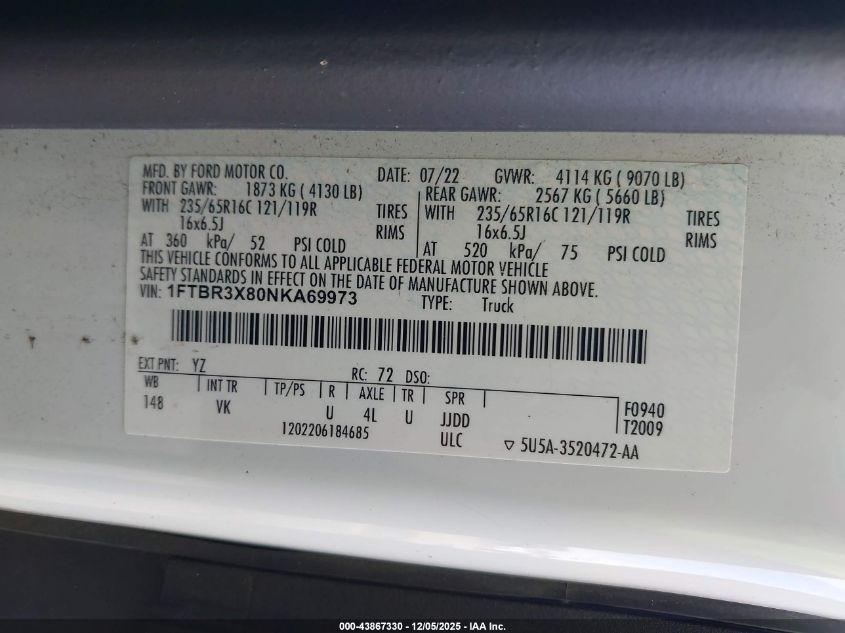 MFD. BY FORD MOTOR CO. DATE: 07/22 GVWR: 4114 KG ( 9070 LB)
FRONT GAWR: 1873 KG ( 4130 LB) REAR GAWR: 2567 KG ( 5660 LB)
WITH 235/65R16C 121/119R TIRES WITH 235/65R16C 121/119R TIRES
16x6.5J RIMS 16x6.5J RIMS
AT 360 kPa/ 52 PSI COLD AT 520 kPa/ 75 PSI COLD
THIS VEHICLE CONFORMS TO ALL APPLICABLE FEDERAL MOTOR VEHICLE
SAFETY STANDARDS IN EFFECT ON THE DATE OF MANUFACTURE SHOWN ABOVE.
VIN: 1FTBR3X80NKA69973 TYPE: Truck
EXT PNT: YZ RC: 72 DSO:
WB INT TR TP/PS R AXLE TR SPR
148 VK U 4L U JJDD F0940
1202206184685 ULC T2009
▽ 5U5A-3520472-AA
000-43867330 - 12/05/2025 - IAA Inc.